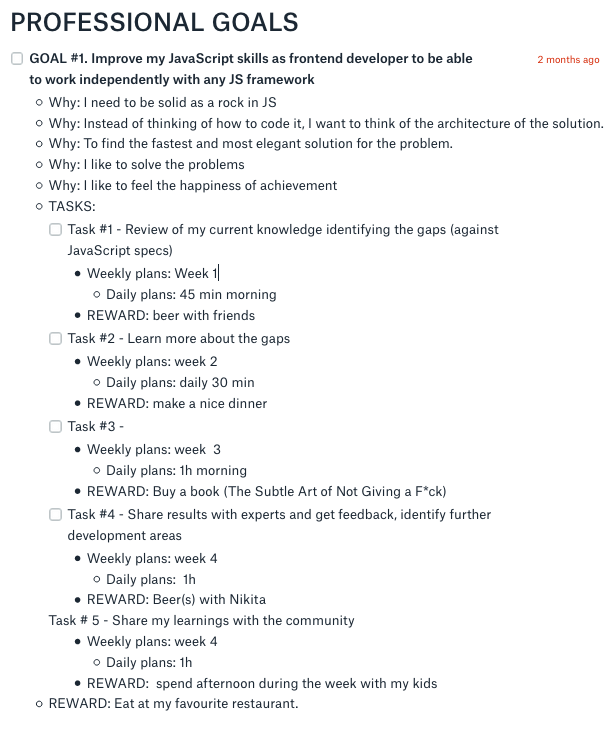 PROFESSIONAL GOALS
GOAL #1. Improve my JavaScript skills as frontend developer to be able
2 months ago
to work independently with any JS framework
Why: I need to be solid as a rock in JS
Why: Instead of thinking of how to code it, I want to think of the architecture of the solution.
Why: To find the fastest and most elegant solution for the problem.
Why: I like to solve the problems
Why: I like to feel the happiness of achievement
TASKS:
Task #1 - Review of my current knowledge identifying the gaps (against
JavaScript specs)
Weekly plans: Week 1
Daily plans: 45 min morning
REWARD: beer with friends
Task #2 - Learn more about the gaps
Weekly plans: week 2
Daily plans: daily 30 min
REWARD: make a nice dinner
Task #3 -
Weekly plans: week  3
Daily plans: 1h morning
REWARD: Buy a book (The Subtle Art of Not Giving a F*ck)
Task #4 - Share results with experts and get feedback, identify further
development areas
Weekly plans: week 4
Daily plans:  1h
REWARD: Beer(s) with Nikita
Task # 5 - Share my learnings with the community
Weekly plans: week 4
Daily plans: 1h
REWARD:  spend afternoon during the week with my kids
REWARD: Eat at my favourite restaurant.